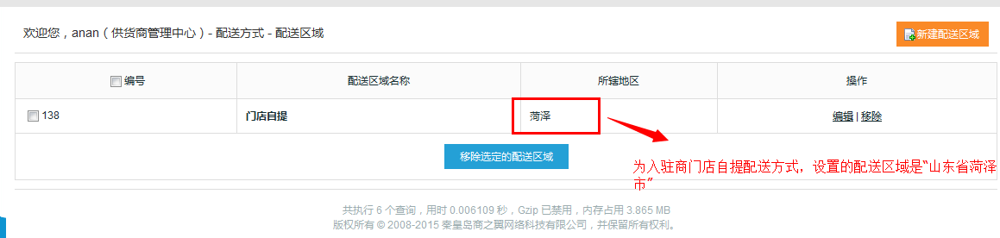 欢迎您，anan（供货商管理中心）- 配送方式 - 配送区域
新建配送区域
编号 配送区域名称 所辖地区 操作
138 门店自提 菏泽 编辑 | 移除
移除选定的配送区域
为入驻商门店自提配送方式，设置的配送区域是“山东省菏泽
市”
共执行 6 个查询，用时 0.006109 秒，Gzip 已禁用，内存占用 3.865 MB
版权所有 © 2008-2015 秦皇岛商之翼网络科技有限公司，并保留所有权利。